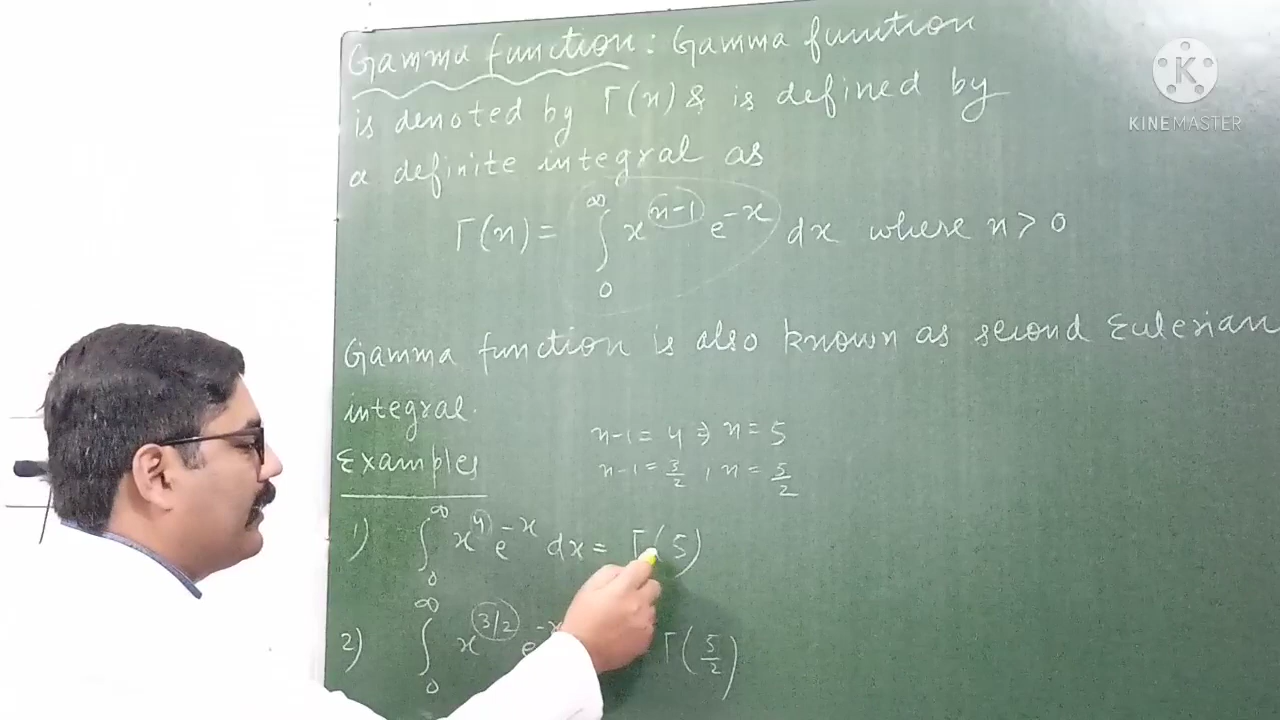 Gamma function: Gamma function
is denoted by Γ(n) & is defined by
a definite integral as
Γ(n) = ∫₀^∞ x^(n-1) e^(-x) dx where n > 0
Gamma function is also known as second Eulerian
integral.
n-1 = 4 ⇒ n = 5
Examples
n-1 = 3/2, n = 5/2
1) ∫₀^∞ x^4 e^(-x) dx = Γ(5)
2) ∫₀^∞ x^(3/2) e^-x Γ(5/2)
KINEMASTER